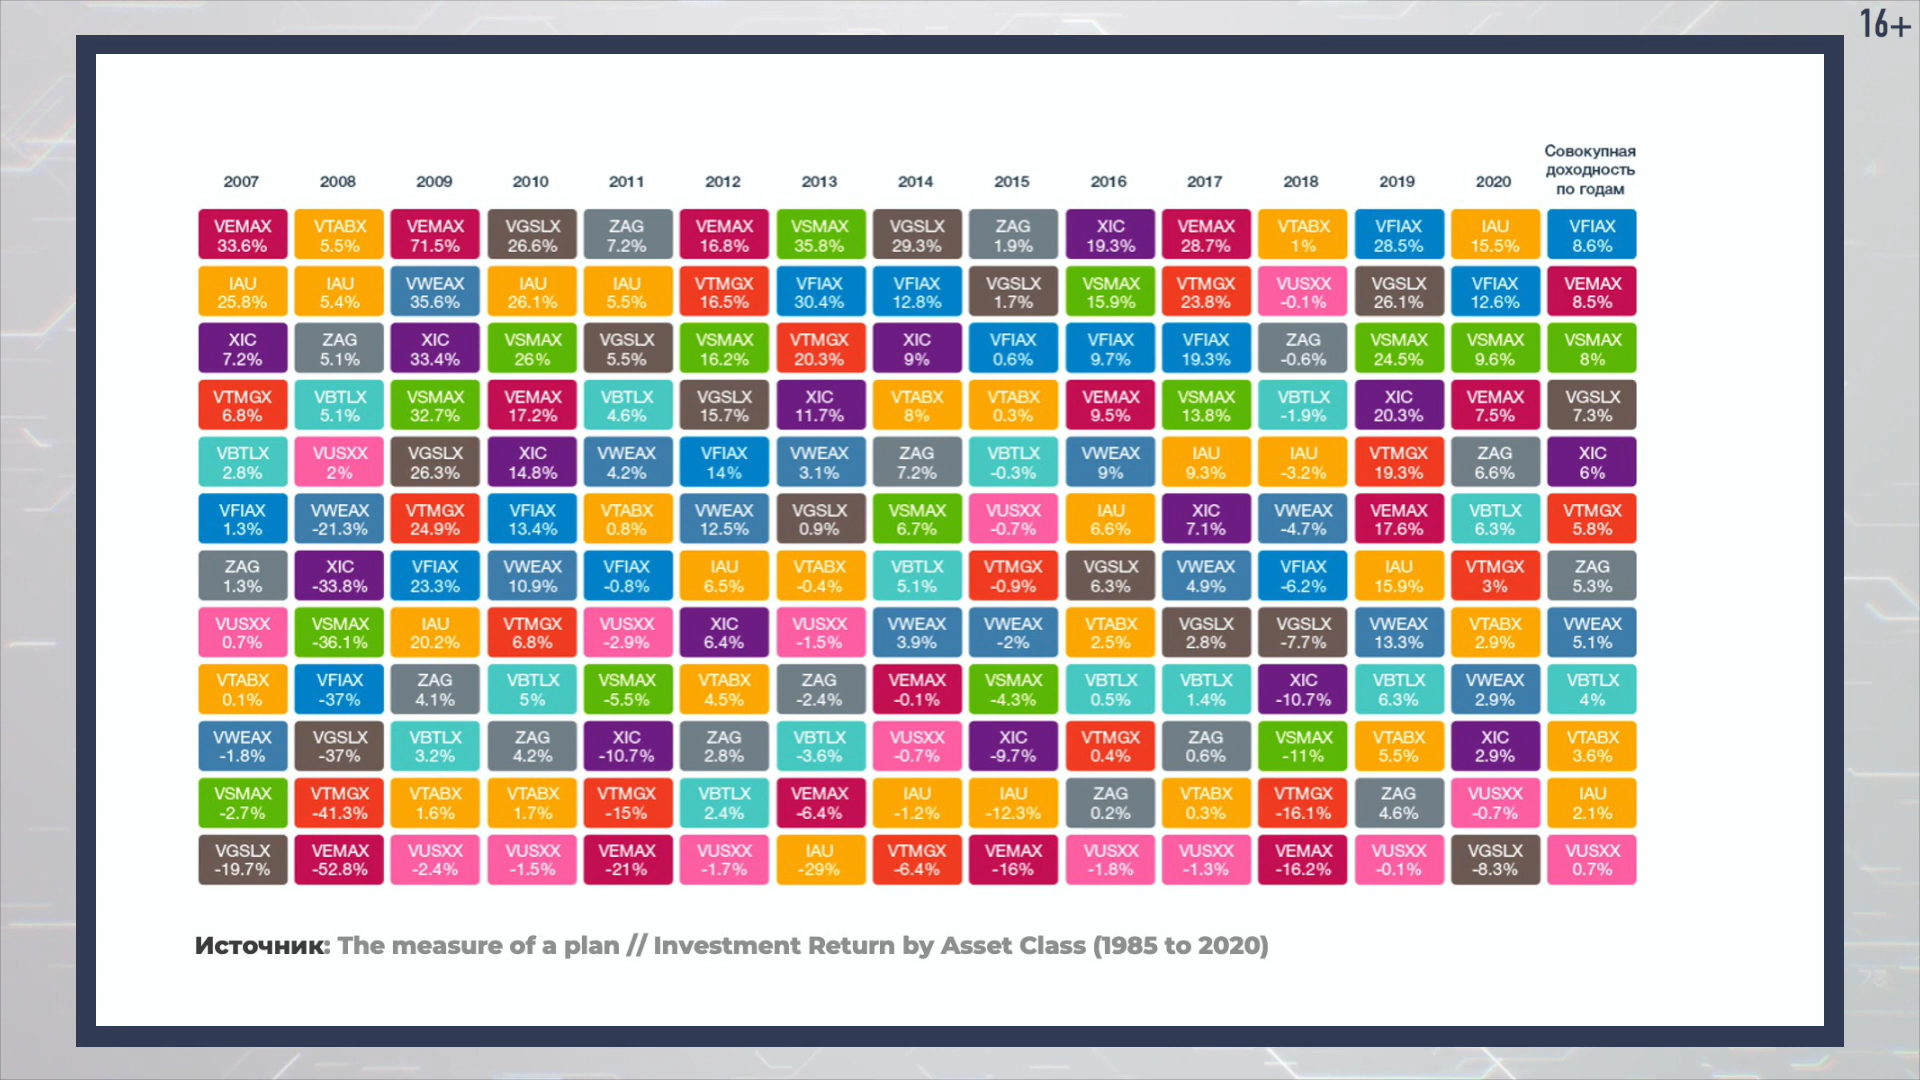 16+
Совокупная
доходность
по годам
2007 2008 2009 2010 2011 2012 2013 2014 2015 2016 2017 2018 2019 2020
VEMAX VTABX VEMAX VGSLX ZAG VEMAX VSMAX VGSLX ZAG XIC VEMAX VTABX VFIAX IAU VFIAX
33.6% 5.5% 71.5% 26.6% 7.2% 16.8% 35.8% 29.3% 1.9% 19.3% 28.7% 1% 28.5% 15.5% 8.6%
IAU IAU VWEAX IAU IAU VTMGX VFIAX VFIAX VGSLX VSMAX VTMGX VUSXX VGSLX VFIAX VEMAX
25.8% 5.4% 35.6% 26.1% 5.5% 16.5% 30.4% 12.8% 1.7% 15.9% 23.8% -0.1% 26.1% 12.6% 8.5%
XIC ZAG XIC VSMAX VGSLX VSMAX VTMGX XIC VFIAX VFIAX VFIAX ZAG VSMAX VSMAX VSMAX
7.2% 5.1% 33.4% 26% 5.5% 16.2% 20.3% 9% 0.6% 9.7% 19.3% -0.6% 24.5% 9.6% 8%
VTMGX VBTLX VSMAX VEMAX VBTLX VGSLX XIC VTABX VTABX VEMAX VSMAX VBTLX XIC VEMAX VGSLX
6.8% 5.1% 32.7% 17.2% 4.6% 15.7% 11.7% 8% 0.3% 9.5% 13.8% -1.9% 20.3% 7.5% 7.3%
VBTLX VUSXX VGSLX XIC VWEAX VFIAX VWEAX ZAG VBTLX VWEAX IAU IAU VTMGX ZAG XIC
2.8% 2% 26.3% 14.8% 4.2% 14% 3.1% 7.2% -0.3% 9% 9.3% -3.2% 19.3% 6.6% 6%
VFIAX VWEAX VTMGX VFIAX VTABX VWEAX VGSLX VSMAX VUSXX IAU XIC VWEAX VEMAX VBTLX VTMGX
1.3% -21.3% 24.9% 13.4% 0.8% 12.5% 0.9% 6.7% -0.7% 6.6% 7.1% -4.7% 17.6% 6.3% 5.8%
ZAG XIC VFIAX VWEAX VFIAX IAU VTABX VBTLX VTMGX VGSLX VWEAX VFIAX IAU VTMGX ZAG
1.3% -33.8% 23.3% 10.9% -0.8% 6.5% -0.4% 5.1% -0.9% 6.3% 4.9% -6.2% 15.9% 3% 5.3%
VUSXX VSMAX IAU VTMGX VUSXX XIC VUSXX VWEAX VWEAX VTABX VGSLX VGSLX VWEAX VTABX VWEAX
0.7% -36.1% 20.2% 6.8% -2.9% 6.4% -1.5% 3.9% -2% 2.5% 2.8% -7.7% 13.3% 2.9% 5.1%
VTABX VFIAX ZAG VBTLX VSMAX VTABX ZAG VEMAX VSMAX VBTLX VBTLX XIC VBTLX VWEAX VBTLX
0.1% -37% 4.1% 5% -5.5% 4.5% -2.4% -0.1% -4.3% 0.5% 1.4% -10.7% 6.3% 2.9% 4%
VWEAX VGSLX VBTLX ZAG XIC ZAG VBTLX VUSXX XIC VTMGX ZAG VSMAX VTABX XIC VTABX
-1.8% -37% 3.2% 4.2% -10.7% 2.8% -3.6% -0.7% -9.7% 0.4% 0.6% -11% 5.5% 2.9% 3.6%
VSMAX VTMGX VTABX VTABX VTMGX VBTLX VEMAX IAU IAU ZAG VTABX VTMGX ZAG VUSXX IAU
-2.7% -41.3% 1.6% 1.7% -15% 2.4% -6.4% -1.2% -12.3% 0.2% 0.3% -16.1% 4.6% -0.7% 2.1%
VGSLX VEMAX VUSXX VUSXX VEMAX VUSXX IAU VTMGX VEMAX VUSXX VUSXX VEMAX VUSXX VGSLX VUSXX
-19.7% -52.8% -2.4% -1.5% -21% -1.7% -29% -6.4% -16% -1.8% -1.3% -16.2% -0.1% -8.3% 0.7%
Источник: The measure of a plan // Investment Return by Asset Class (1985 to 2020)